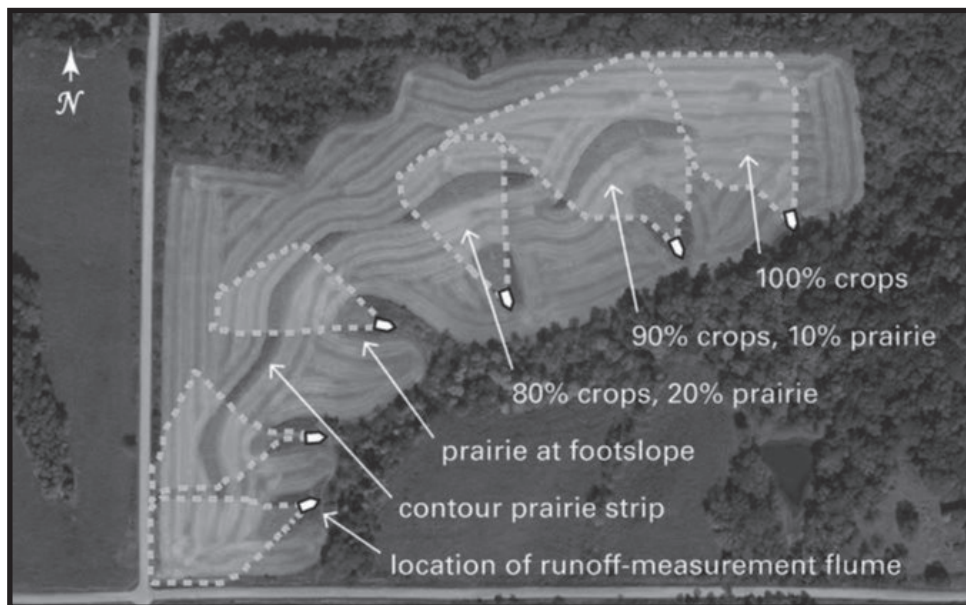 N
100% crops
90% crops, 10% prairie
80% crops, 20% prairie
prairie at footslope
contour prairie strip
location of runoff-measurement flume